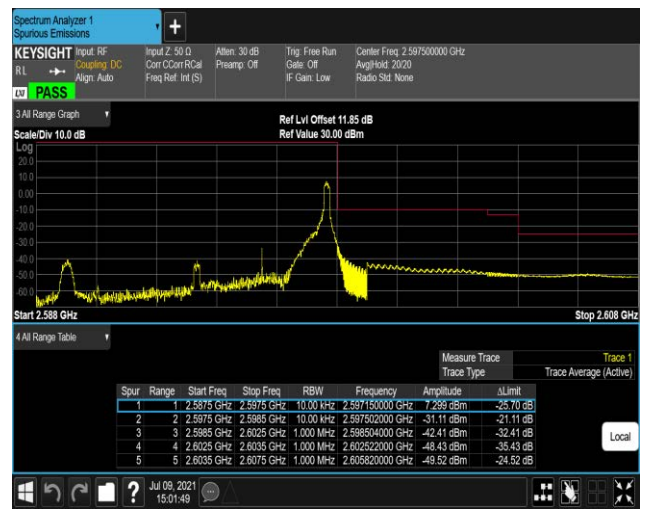 Spectrum Analyzer 1
Spurious Emissions
+
KEYSIGHT Input: RF Input Z: 50 Ω Atten: 30 dB Trig: Free Run Center Freq: 2.597500000 GHz
R L Coupling: DC Corr CCorr RCal Preamp: Off Gate: Off Avg|Hold: 20/20
Align: Auto Freq Ref: Int (S) IF Gain: Low Radio Std: None
LXI PASS
3 All Range Graph
Ref Lvl Offset 11.85 dB
Scale/Div 10.0 dB Ref Value 30.00 dBm
Log
20.0
10.0
0.00
-10.0
-20.0
-30.0
-40.0
-50.0
-60.0
Start 2.588 GHz Stop 2.608 GHz
4 All Range Table
Measure Trace Trace 1
Trace Type Trace Average (Active)
Spur Range Start Freq Stop Freq RBW Frequency Amplitude ΔLimit
1 1 2.5875 GHz 2.5975 GHz 10.00 kHz 2.597150000 GHz 7.299 dBm -25.70 dB
2 2 2.5975 GHz 2.5985 GHz 10.00 kHz 2.597502000 GHz -31.11 dBm -21.11 dB
3 3 2.5985 GHz 2.6025 GHz 1.000 MHz 2.598504000 GHz -42.41 dBm -32.41 dB
4 4 2.6025 GHz 2.6035 GHz 1.000 MHz 2.602522000 GHz -48.43 dBm -35.43 dB
5 5 2.6035 GHz 2.6075 GHz 1.000 MHz 2.605820000 GHz -49.52 dBm -24.52 dB
Local
? Jul 09, 2021
15:01:49